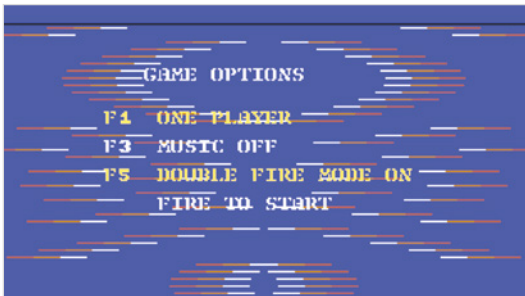 GAME OPTIONS
F1 ONE PLAYER
F3 MUSIC OFF
F5 DOUBLE FIRE MODE ON
FIRE TO START